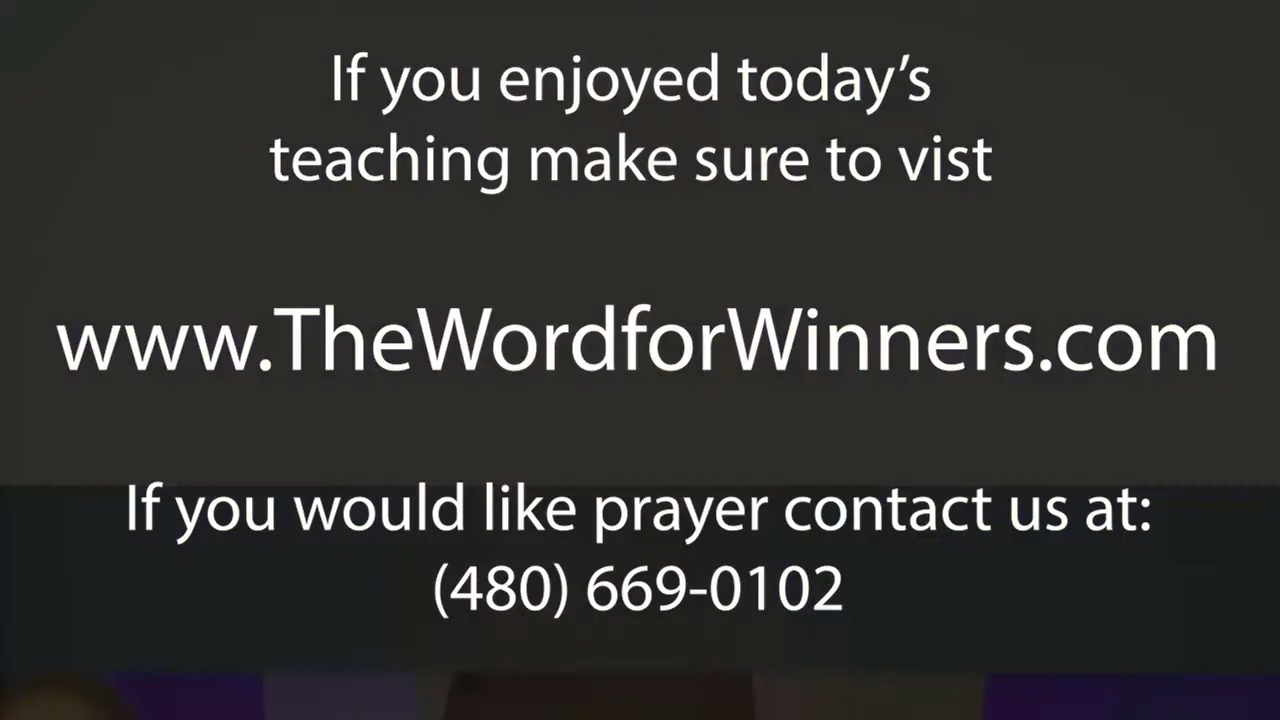 If you enjoyed today’s
teaching make sure to vist
www.TheWordforWinners.com
If you would like prayer contact us at:
(480) 669-0102